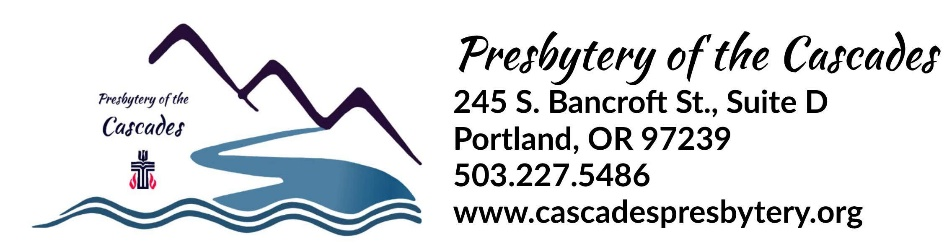 Presbytery of the
Cascades
Presbytery of the Cascades
245 S. Bancroft St., Suite D
Portland, OR 97239
503.227.5486
www.cascadespresbytery.org